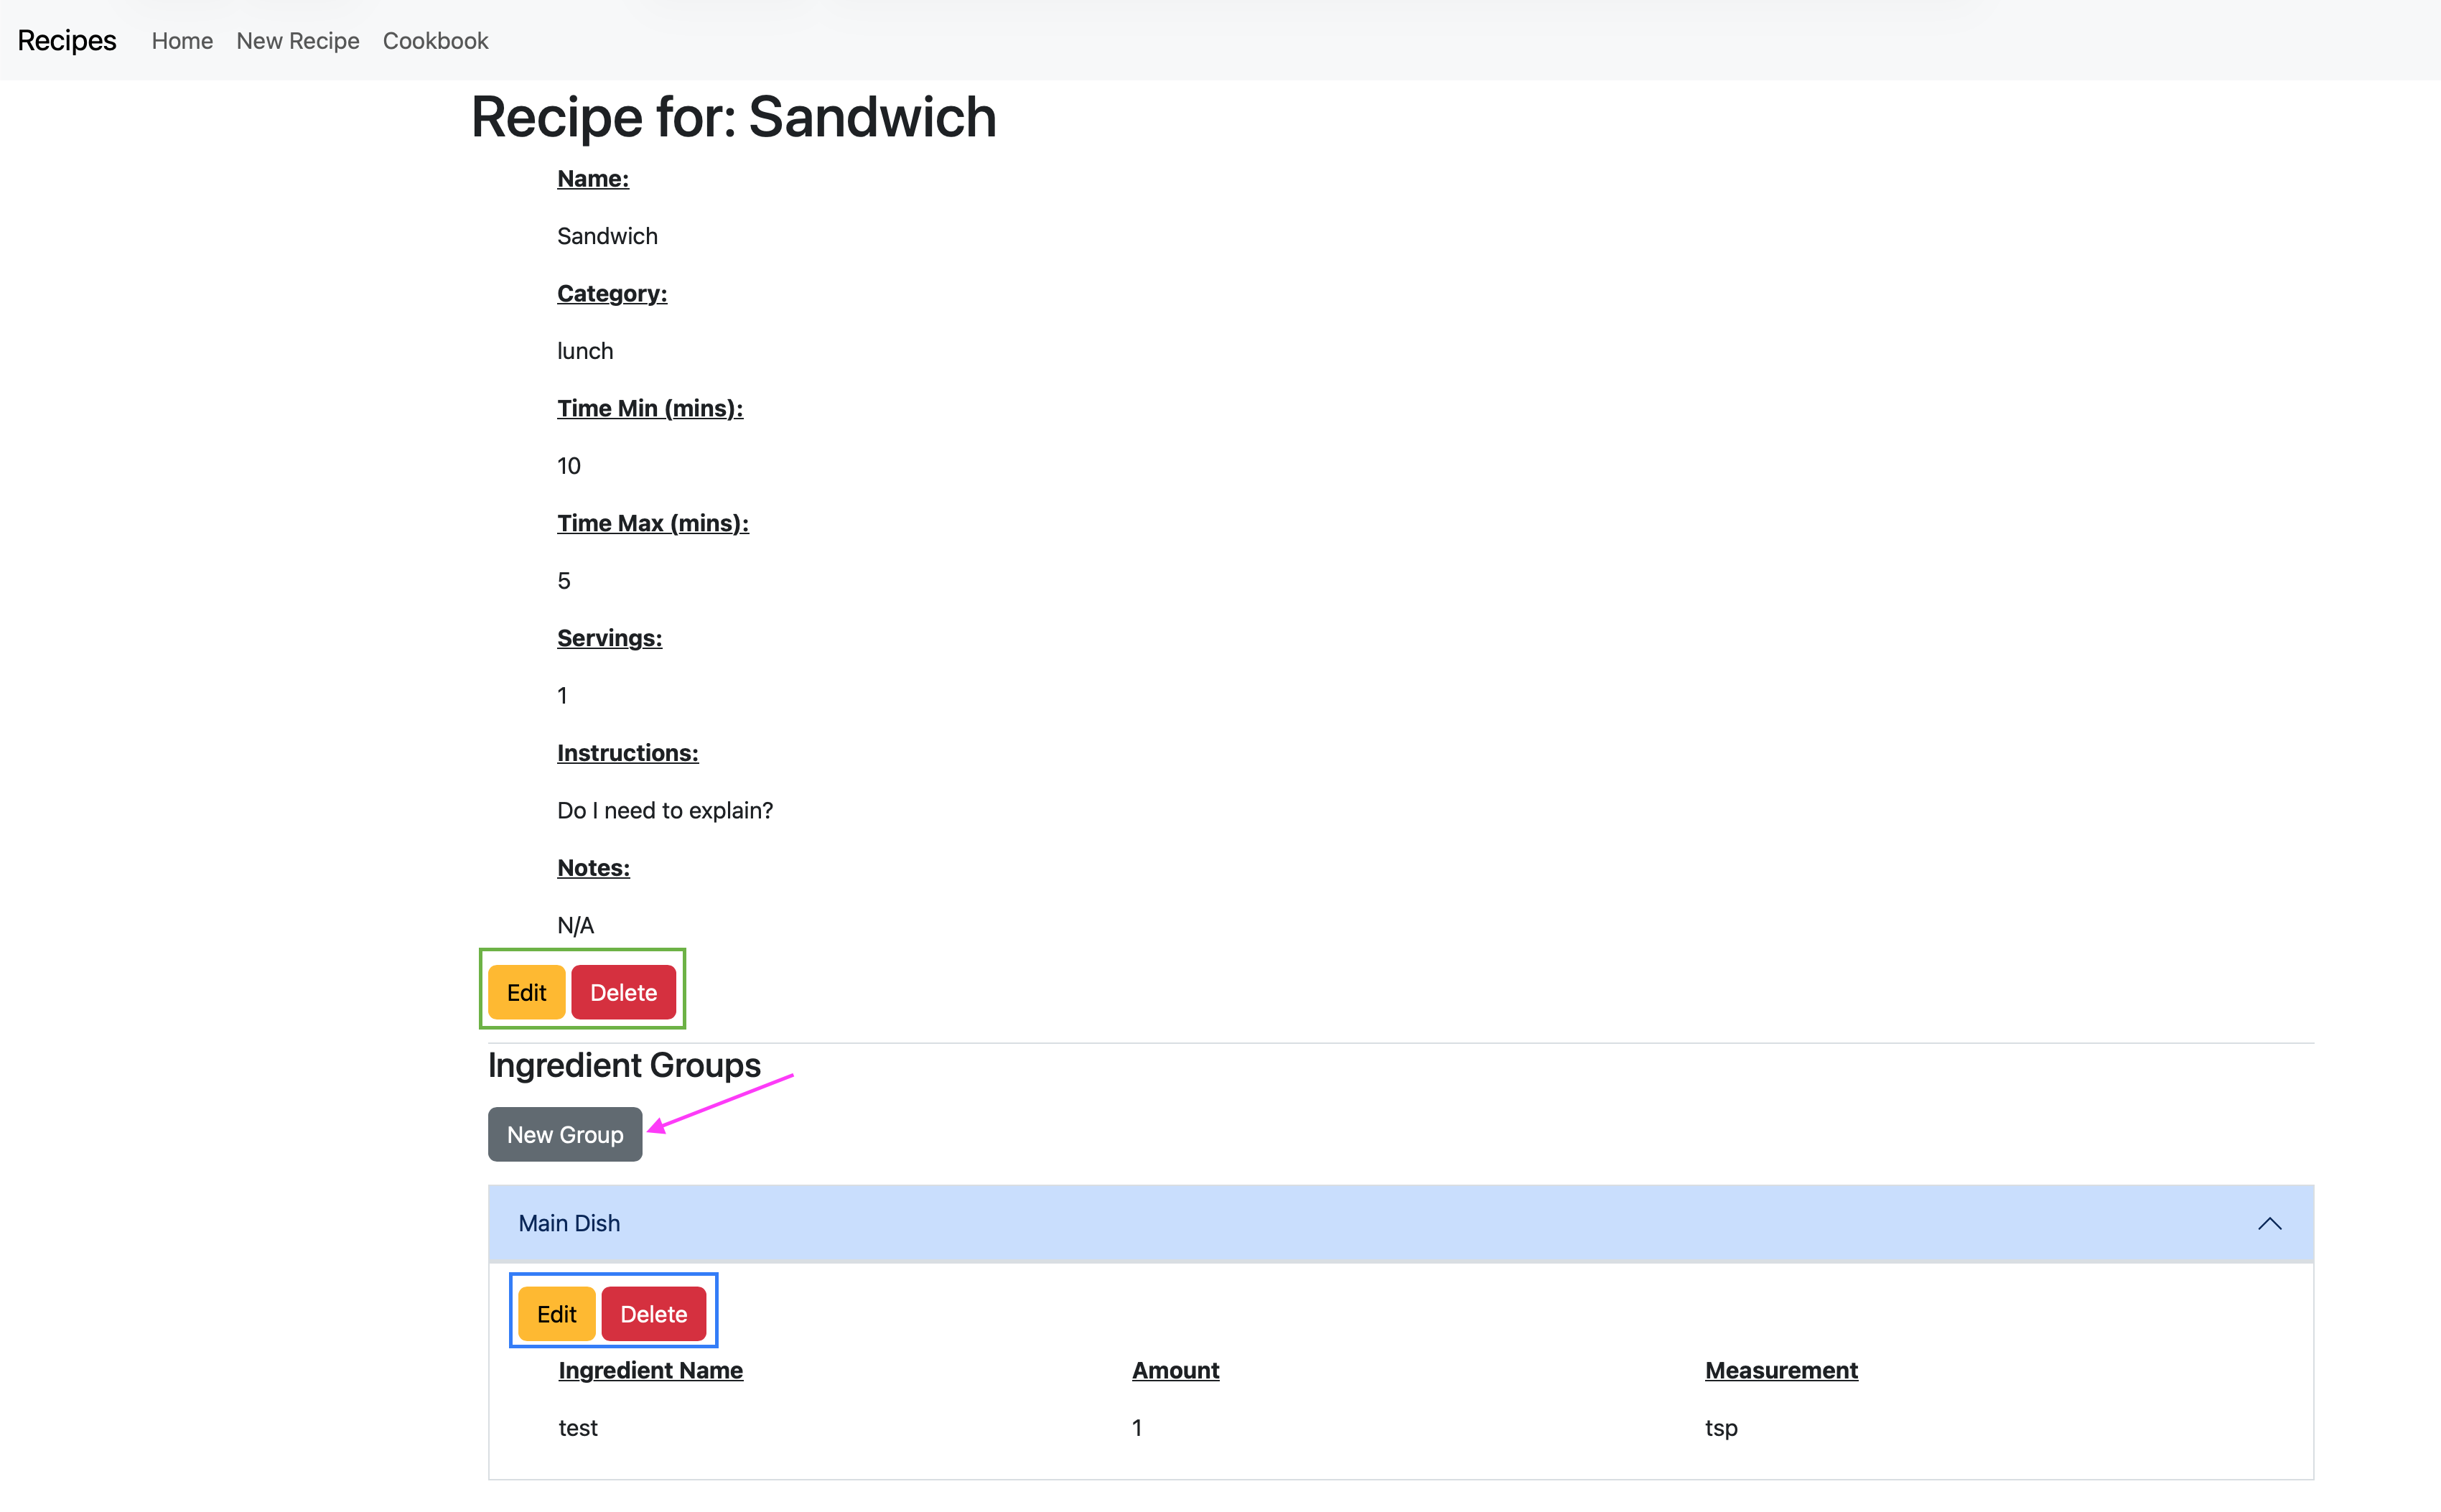 Recipes Home New Recipe Cookbook
Recipe for: Sandwich
Name:
Sandwich
Category:
lunch
Time Min (mins):
10
Time Max (mins):
5
Servings:
1
Instructions:
Do I need to explain?
Notes:
N/A
Edit Delete
Ingredient Groups
New Group
Main Dish
Edit Delete
Ingredient Name Amount Measurement
test 1 tsp